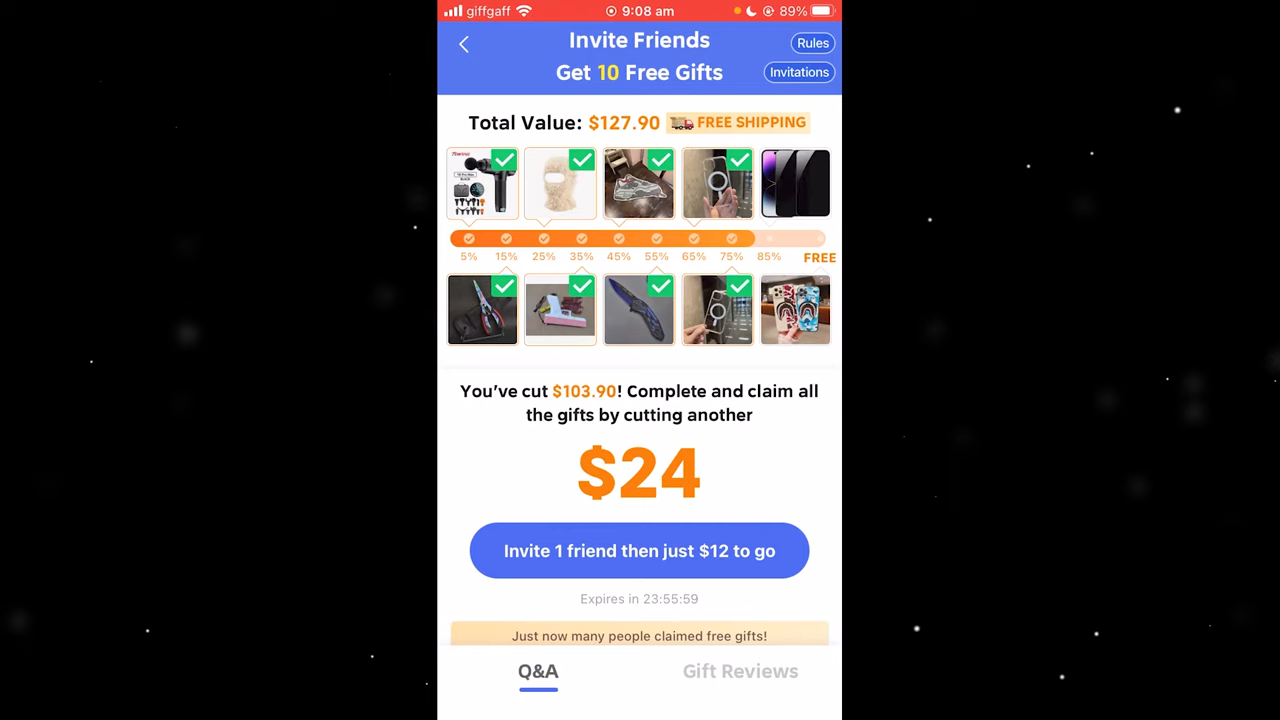 giffgaff 9:08 am 89%
Invite Friends
Rules
Get 10 Free Gifts
Invitations
Total Value: $127.90 FREE SHIPPING
5% 15% 25% 35% 45% 55% 65% 75% 85% FREE
You've cut $103.90! Complete and claim all
the gifts by cutting another
$24
Invite 1 friend then just $12 to go
Expires in 23:55:59
Just now many people claimed free gifts!
Q&A Gift Reviews